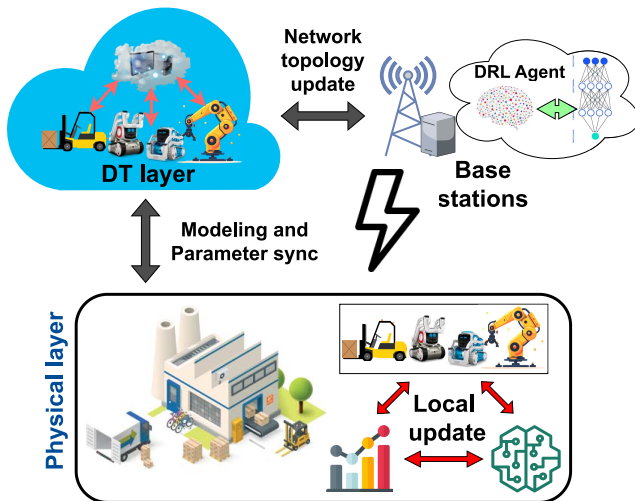 Network
topology
update
DRL Agent
DT layer
Base
stations
Modeling and
Parameter sync
Physical layer
Local
update